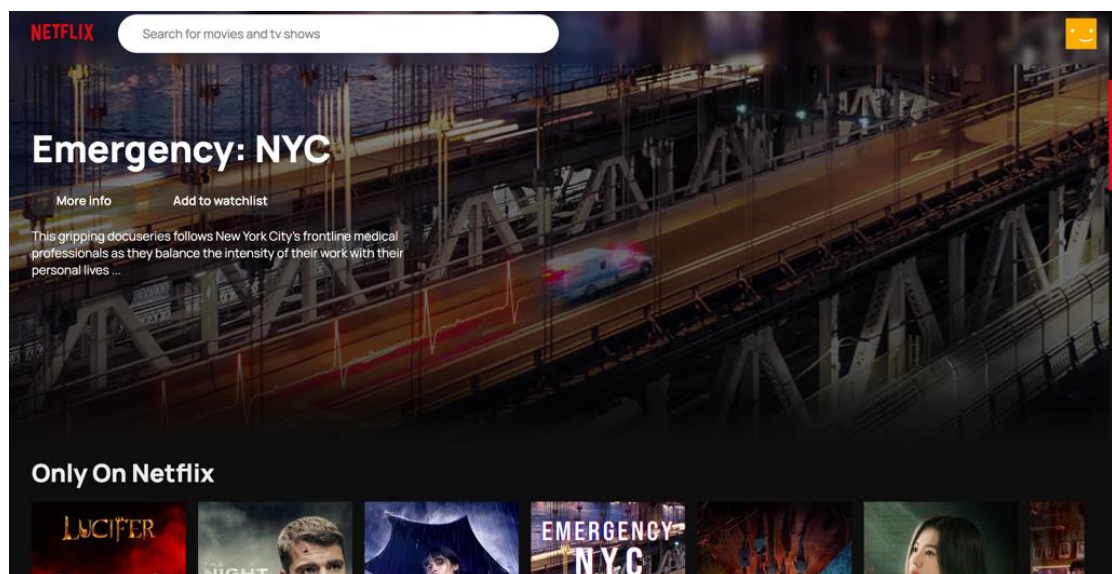 NETFLIX
Search for movies and tv shows
Emergency: NYC
More info
Add to watchlist
This gripping docuseries follows New York City's frontline medical
professionals as they balance the intensity of their work with their
personal lives ...
Only On Netflix
LUCIFER
THE
NIGHT
EMERGENCY
NYC